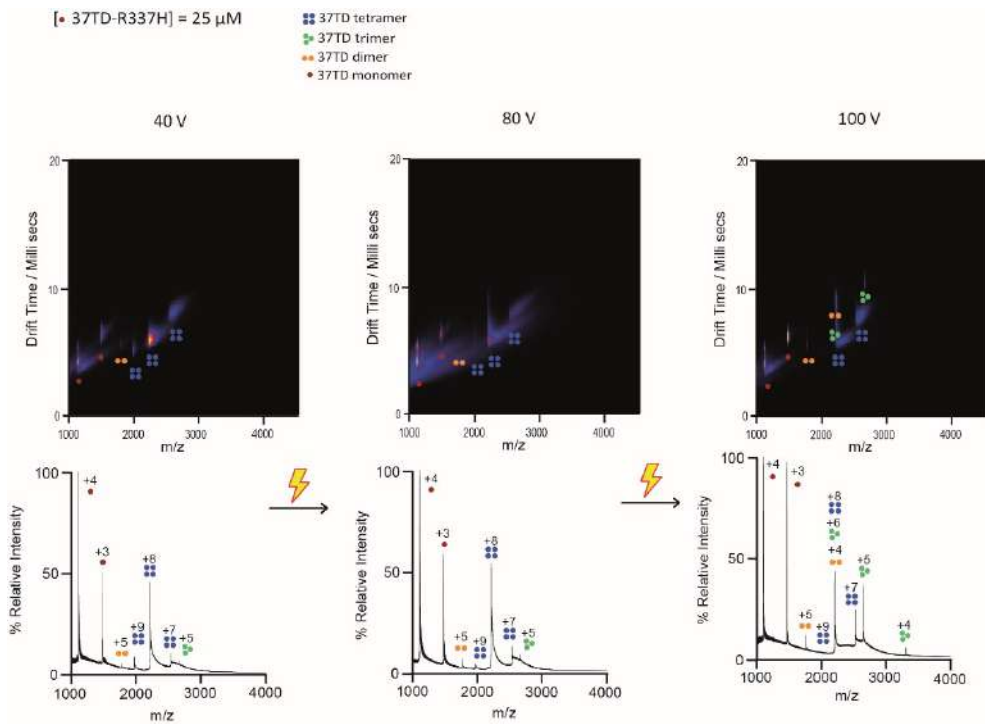 [• 37TD-R337H] = 25 µM
37TD tetramer
37TD trimer
37TD dimer
37TD monomer
40 V
80 V
100 V
20
10
0
Drift Time / Milli secs
1000 2000 3000 4000
m/z
20
10
0
Drift Time / Milli secs
1000 2000 3000 4000
m/z
20
10
0
Drift Time / Milli secs
1000 2000 3000 4000
m/z
100
50
0
% Relative Intensity
+4
+3
+5
+9
+8
+7
+5
1000 2000 3000 4000
m/z
100
50
0
% Relative Intensity
+4
+3
+5
+9
+8
+7
+5
1000 2000 3000 4000
m/z
100
50
0
% Relative Intensity
+4
+3
+5
+9
+8
+6
+4
+7
+5
+4
1000 2000 3000 4000
m/z